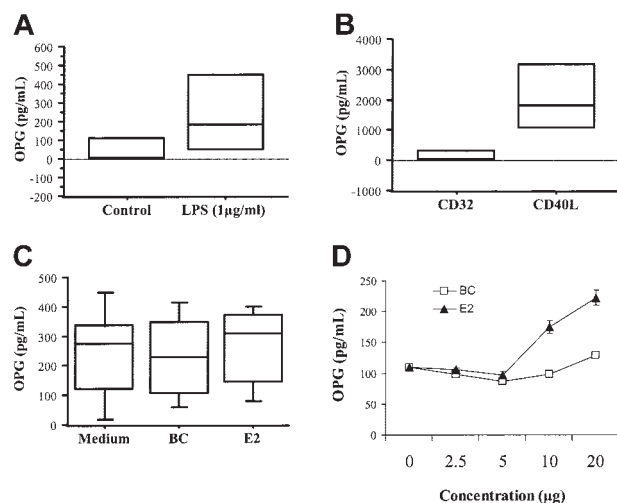 A
OPG (pg/mL)
600
500
400
300
200
100
0
-100
-200
Control
LPS (1µg/ml)
B
OPG (pg/mL)
4000
3000
2000
1000
0
-1000
CD32
CD40L
C
OPG (pg/mL)
500
400
300
200
100
0
Medium
BC
E2
D
OPG (pg/mL)
250
200
150
100
50
0
BC
E2
0
2.5
5
10
20
Concentration (µg)